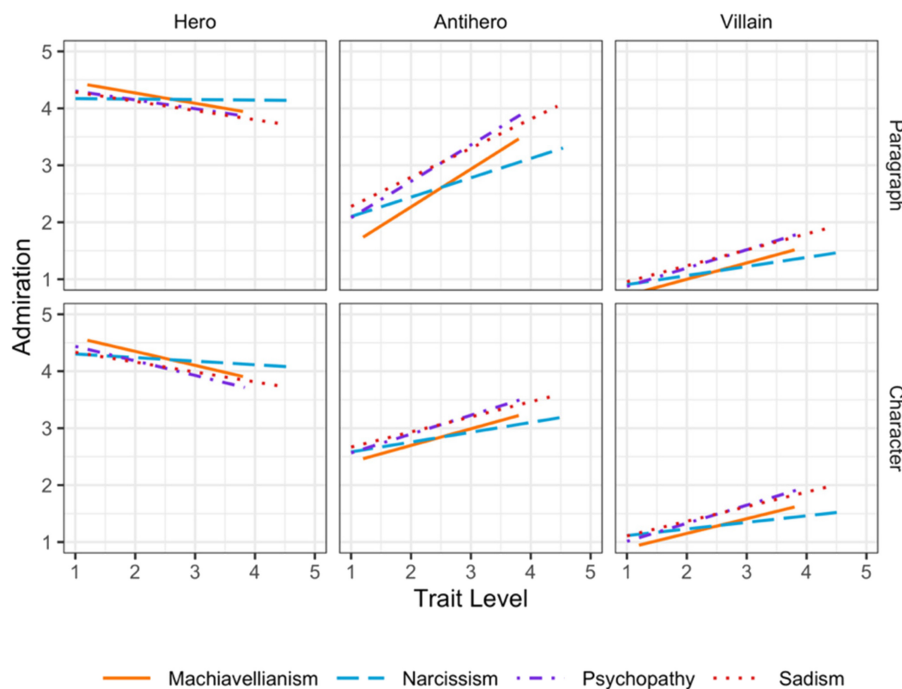 Hero Antihero Villain
5
4
3
2
1
Paragraph
5
4
3
2
1
Character
Admiration
1 2 3 4 5 1 2 3 4 5 1 2 3 4 5
Trait Level
Machiavellianism Narcissism Psychopathy Sadism